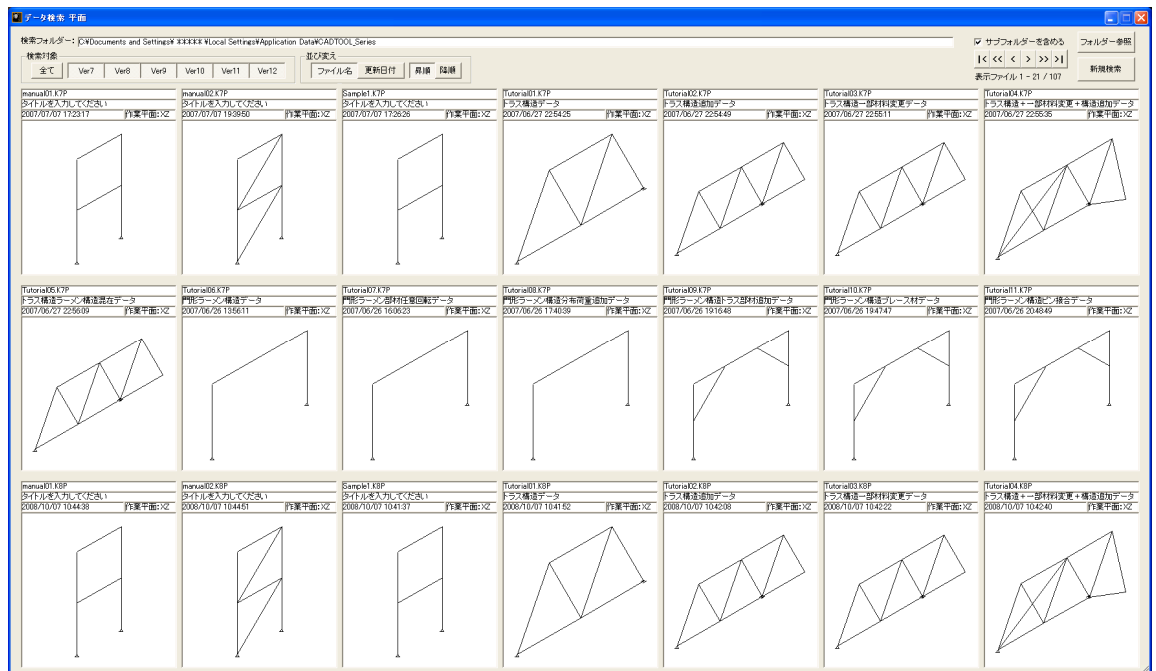 データ検索 平面
検索フォルダー: C:¥Documents and Settings¥ ***** ¥Local Settings¥Application Data¥CADTOOL_Series
サブフォルダーを含める
フォルダー参照
検索対象
全て Ver7 Ver8 Ver9 Ver10 Ver11 Ver12
並び変え
ファイル名 更新日付 昇順 降順
|< << < > >> >|
表示ファイル 1 - 21 / 107
新規検索
manual01.K7P
タイトルを入力してください
2007/07/07 17:23:17 作業平面:XZ
manual02.K7P
タイトルを入力してください
2007/07/07 19:39:50 作業平面:XZ
Sample1.K7P
タイトルを入力してください
2007/07/07 17:26:26 作業平面:XZ
Tutorial01.K7P
トラス構造データ
2007/06/27 22:54:25 作業平面:XZ
Tutorial02.K7P
トラス構造追加データ
2007/06/27 22:54:49 作業平面:XZ
Tutorial03.K7P
トラス構造一部材料変更データ
2007/06/27 22:55:11 作業平面:XZ
Tutorial04.K7P
トラス構造+一部材料変更+構造追加データ
2007/06/27 22:55:35 作業平面:XZ
Tutorial05.K7P
トラス構造ラーメン構造混在データ
2007/06/27 22:56:09 作業平面:XZ
Tutorial06.K7P
門形ラーメン構造データ
2007/06/26 13:56:11 作業平面:XZ
Tutorial07.K7P
門形ラーメン部材任意回転データ
2007/06/26 16:06:23 作業平面:XZ
Tutorial08.K7P
門形ラーメン構造分布荷重追加データ
2007/06/26 17:40:39 作業平面:XZ
Tutorial09.K7P
門形ラーメン構造トラス部材追加データ
2007/06/26 19:16:48 作業平面:XZ
Tutorial10.K7P
門形ラーメン構造ブレース材データ
2007/06/26 19:47:47 作業平面:XZ
Tutorial11.K7P
門形ラーメン構造ピン接合データ
2007/06/26 20:48:49 作業平面:XZ
manual01.K8P
タイトルを入力してください
2008/10/07 10:44:38 作業平面:XZ
manual02.K8P
タイトルを入力してください
2008/10/07 10:44:51 作業平面:XZ
Sample1.K8P
タイトルを入力してください
2008/10/07 10:41:37 作業平面:XZ
Tutorial01.K8P
トラス構造データ
2008/10/07 10:41:52 作業平面:XZ
Tutorial02.K8P
トラス構造追加データ
2008/10/07 10:42:08 作業平面:XZ
Tutorial03.K8P
トラス構造一部材料変更データ
2008/10/07 10:42:22 作業平面:XZ
Tutorial04.K8P
トラス構造+一部材料変更+構造追加データ
2008/10/07 10:42:40 作業平面:XZ